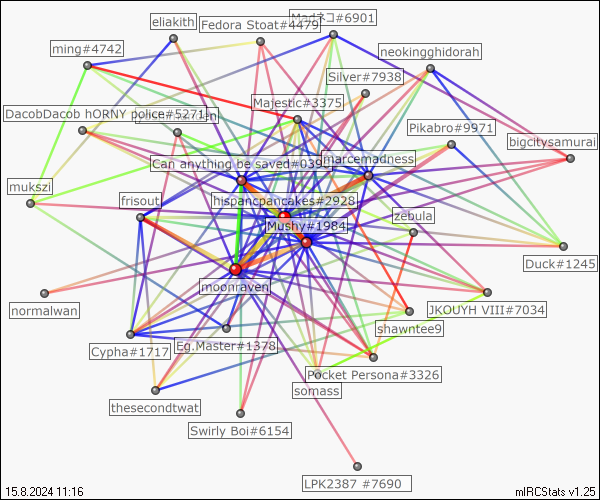 eliakith
Fedora Stoat#4479
#6901
ming#4742
neokingghidorah
Silver#7938
Majestic#3375
DacobDacob hORNY police#5271
Pikabro#9971
bigcitysamurai
Can anything be saved#039
marcemadness
mukszi
frisout
hispancpancakes#2928
Mushy#1984
zebula
Duck#1245
moonraven
normalwan
JKOUYH VIII#7034
shawntee9
Cypha#1717
Eg.Master#1378
Pocket Persona#3326
somass
thesecondtwat
Swirly Boi#6154
LPK2387 #7690
15.8.2024 11:16
mIRCStats v1.25